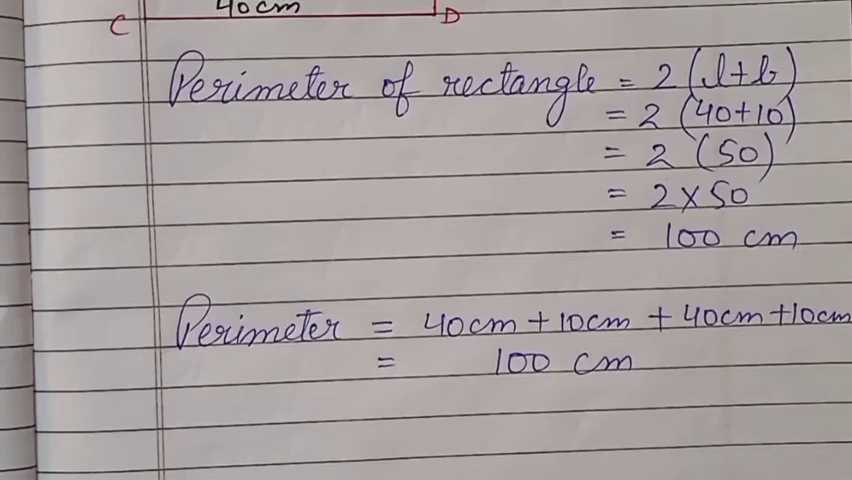 40cm
C D
Perimeter of rectangle = 2 (l+b)
= 2 (40+10)
= 2 (50)
= 2 × 50
= 100 cm
Perimeter = 40cm + 10cm + 40cm + 10cm
= 100 cm